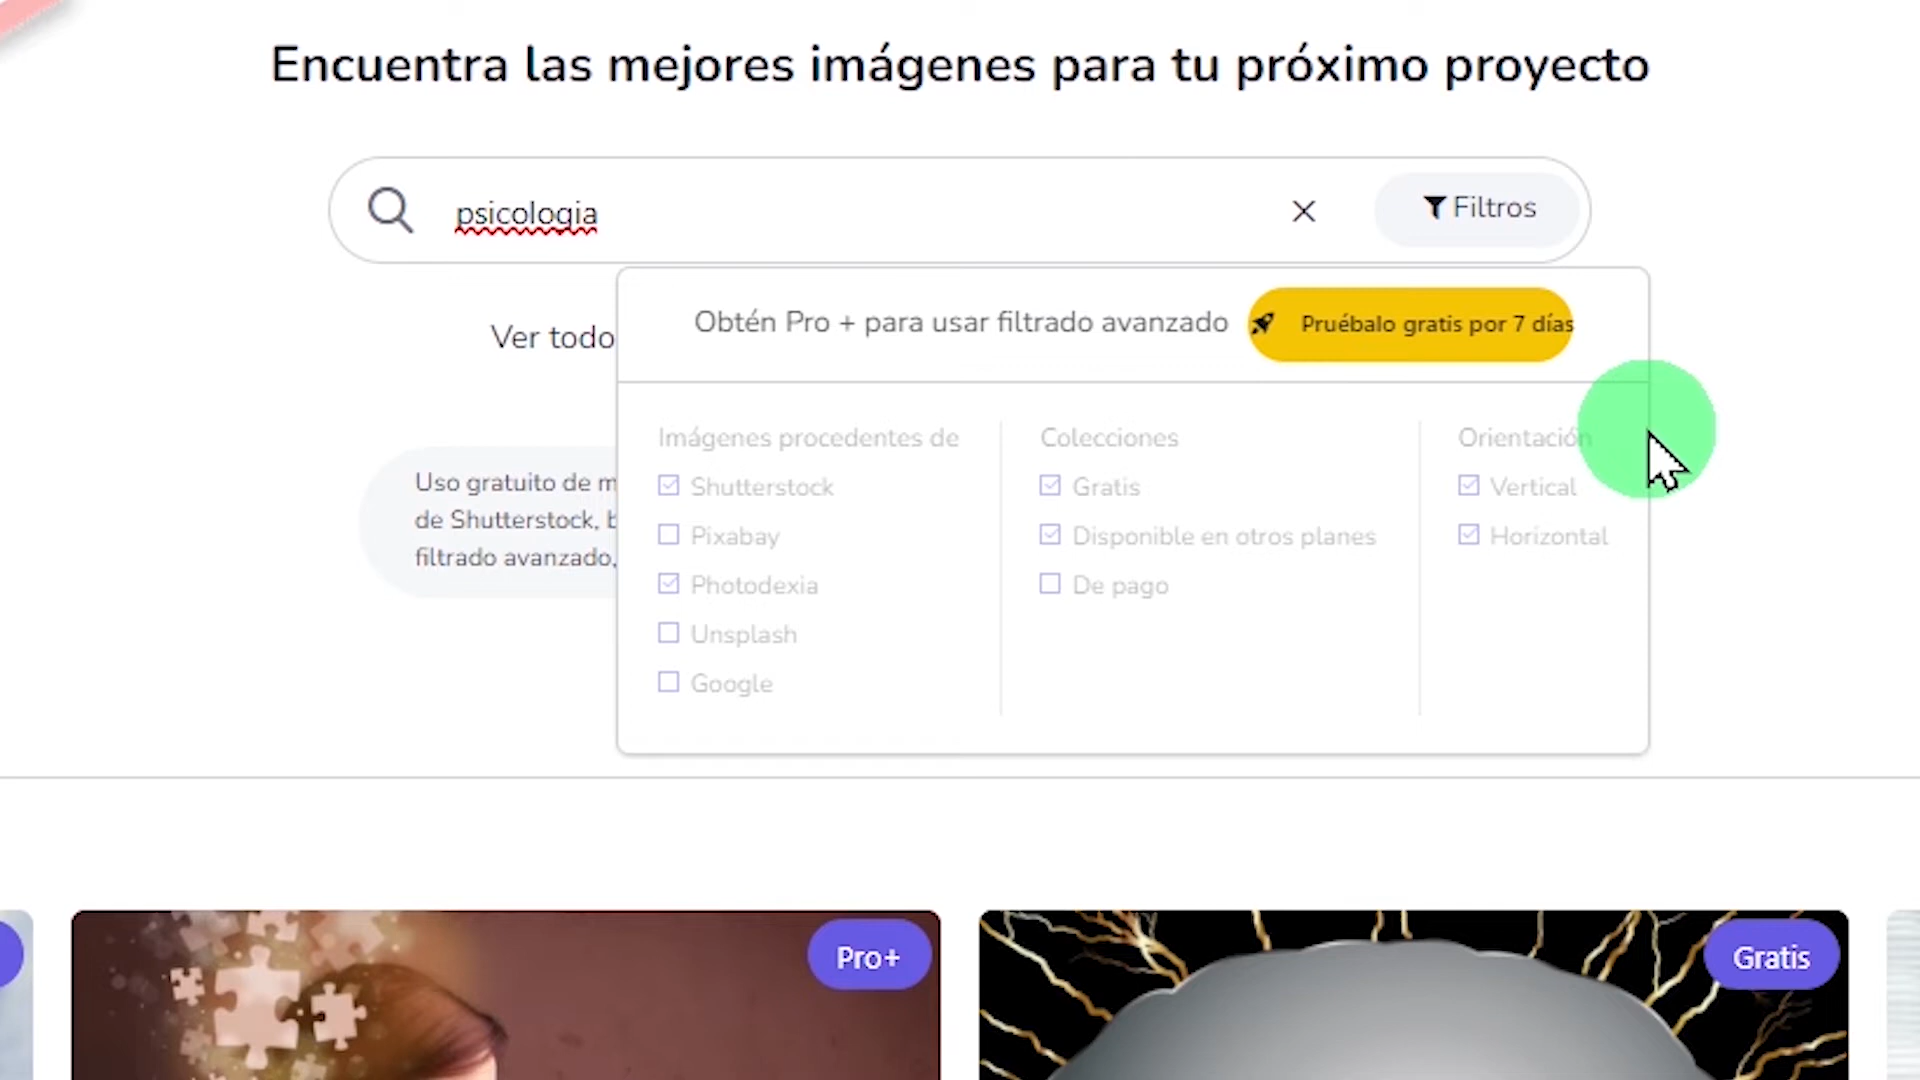 Encuentra las mejores imágenes para tu próximo proyecto
psicologia
Filtros
Ver todo
Obtén Pro + para usar filtrado avanzado
Pruébalo gratis por 7 días
Uso gratuito de m
de Shutterstock, b
filtrado avanzado,
Imágenes procedentes de
Shutterstock
Pixabay
Photodexia
Unsplash
Google
Colecciones
Gratis
Disponible en otros planes
De pago
Orientación
Vertical
Horizontal
Pro+
Gratis